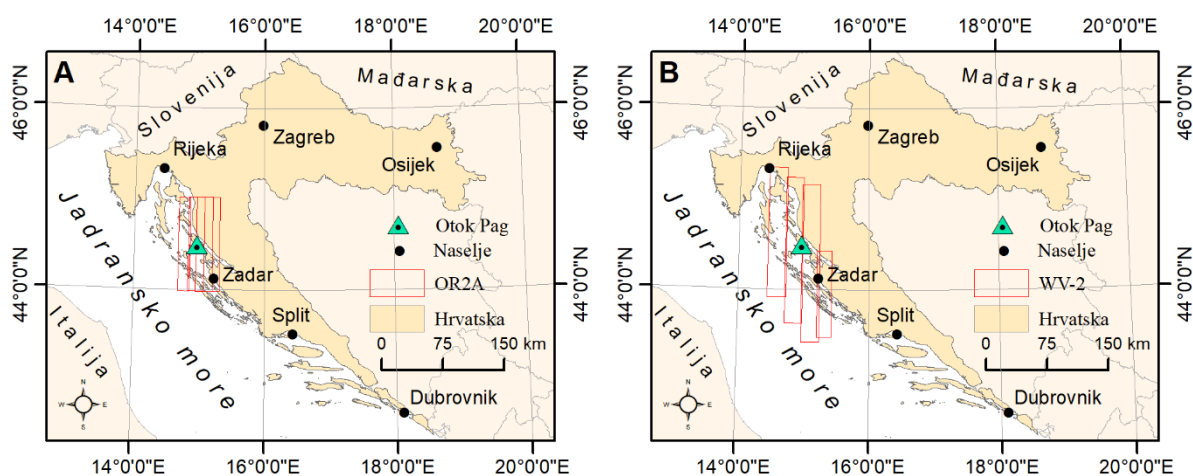 14°0'0"E 16°0'0"E 18°0'0"E 20°0'0"E
A
Slovenija
Mađarska
46°0'0"N
46°0'0"N
Zagreb
Rijeka
Osijek
Jadransko more
Otok Pag
Naselje
OR2A
Hrvatska
Zadar
44°0'0"N
44°0'0"N
Split
0 75 150 km
Italija
Dubrovnik
N
W E
S
14°0'0"E 16°0'0"E 18°0'0"E 20°0'0"E
14°0'0"E 16°0'0"E 18°0'0"E 20°0'0"E
B
Slovenija
Mađarska
46°0'0"N
46°0'0"N
Zagreb
Rijeka
Osijek
Jadransko more
Otok Pag
Naselje
WV-2
Hrvatska
Zadar
44°0'0"N
44°0'0"N
Split
0 75 150 km
Italija
Dubrovnik
N
W E
S
14°0'0"E 16°0'0"E 18°0'0"E 20°0'0"E